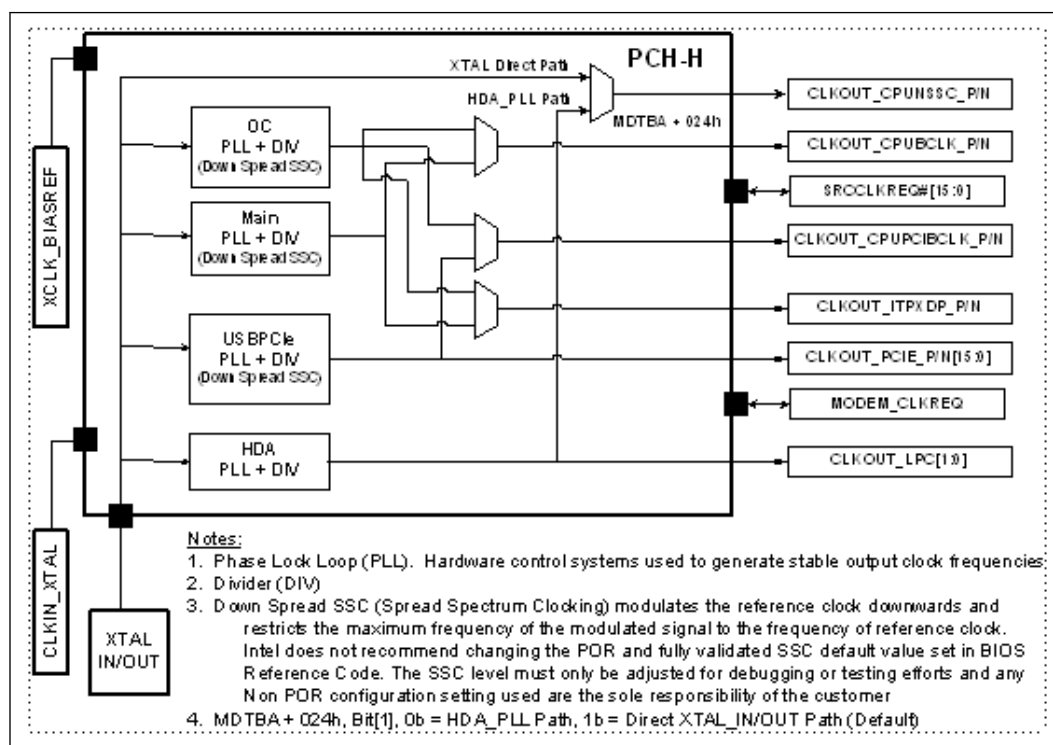 PCH-H
XTAL Direct Path
HDA_PLL Path
MDTBA + 024h
CLKOUT_CPUNSSC_P/N
OC
PLL + DIV
(Down Spread SSC)
CLKOUT_CPUBCLK_P/N
XCLK_BIASREF
SRCCLKREQ#[15:0]
Main
PLL + DIV
(Down Spread SSC)
CLKOUT_CPUPCIBCLK_P/N
CLKOUT_ITPXDP_P/N
USBPCIe
PLL + DIV
(Down Spread SSC)
CLKOUT_PCIE_P/N[15:0]
MODEM_CLKREQ
HDA
PLL + DIV
CLKOUT_LPC[1:0]
CLKIN_XTAL
XTAL
IN/OUT
Notes:
1. Phase Lock Loop (PLL). Hardware control systems used to generate stable output clock frequencies
2. Divider (DIV)
3. Down Spread SSC (Spread Spectrum Clocking) modulates the reference clock downwards and
restricts the maximum frequency of the modulated signal to the frequency of reference clock.
Intel does not recommend changing the POR and fully validated SSC default value set in BIOS
Reference Code. The SSC level must only be adjusted for debugging or testing efforts and any
Non POR configuration setting used are the sole responsibility of the customer
4. MDTBA + 024h, Bit[1], 0b = HDA_PLL Path, 1b = Direct XTAL_IN/OUT Path (Default)